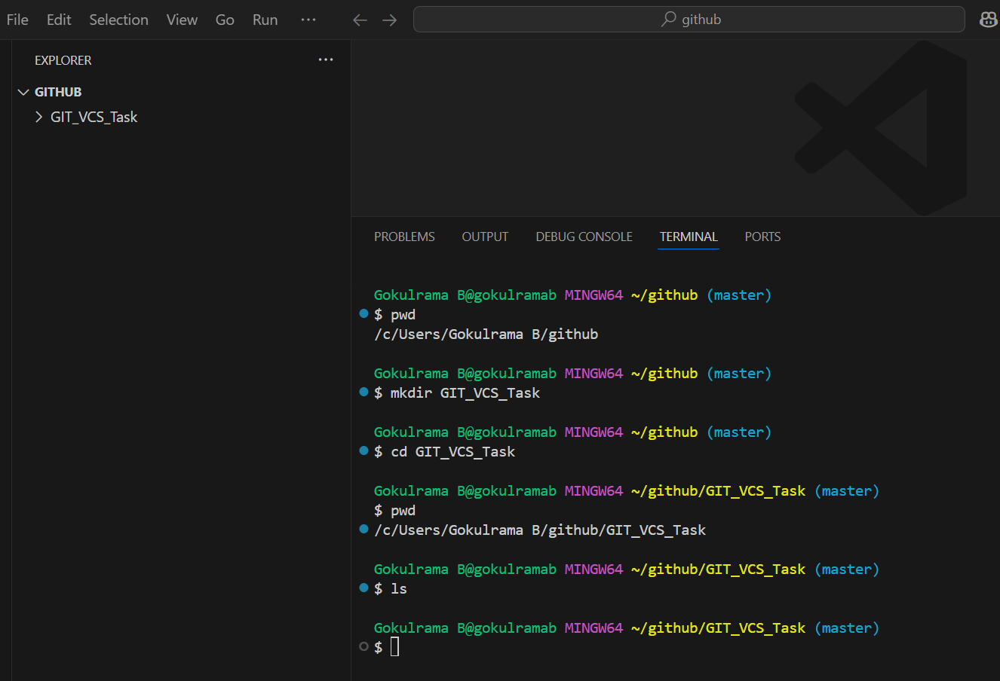 File Edit Selection View Go Run ···
github
EXPLORER ···
GITHUB
GIT_VCS_Task
PROBLEMS OUTPUT DEBUG CONSOLE TERMINAL PORTS
Gokulrama B@gokulramab MINGW64 ~/github (master)
$ pwd
/c/Users/Gokulrama B/github
Gokulrama B@gokulramab MINGW64 ~/github (master)
$ mkdir GIT_VCS_Task
Gokulrama B@gokulramab MINGW64 ~/github (master)
$ cd GIT_VCS_Task
Gokulrama B@gokulramab MINGW64 ~/github/GIT_VCS_Task (master)
$ pwd
/c/Users/Gokulrama B/github/GIT_VCS_Task
Gokulrama B@gokulramab MINGW64 ~/github/GIT_VCS_Task (master)
$ ls
Gokulrama B@gokulramab MINGW64 ~/github/GIT_VCS_Task (master)
$